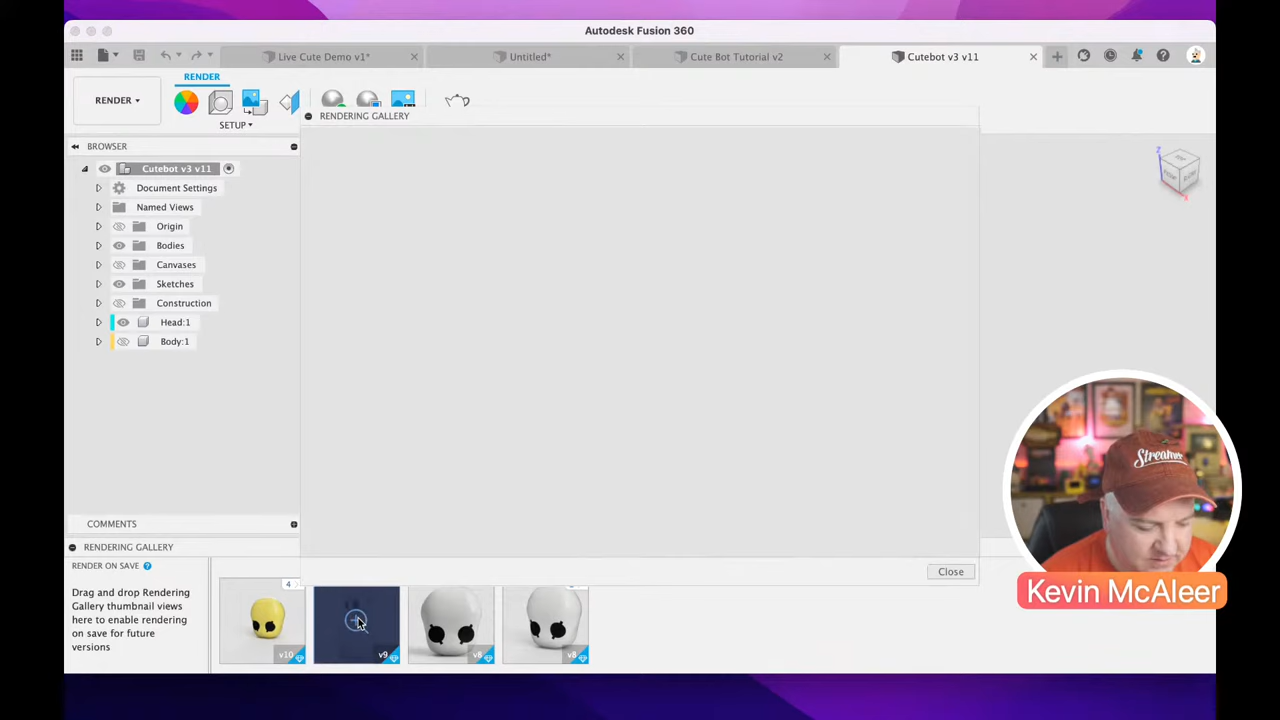 Autodesk Fusion 360
Live Cute Demo v1*
Untitled*
Cute Bot Tutorial v2
Cutebot v3 v11
RENDER
RENDER
SETUP
RENDERING GALLERY
BROWSER
Cutebot v3 v11
Document Settings
Named Views
Origin
Bodies
Canvases
Sketches
Construction
Head:1
Body:1
COMMENTS
RENDERING GALLERY
RENDER ON SAVE
Drag and drop Rendering
Gallery thumbnail views
here to enable rendering
on save for future
versions
4
v10
v9
v8
v8
Close
Z
X
TOP
Streamer
Kevin McAleer